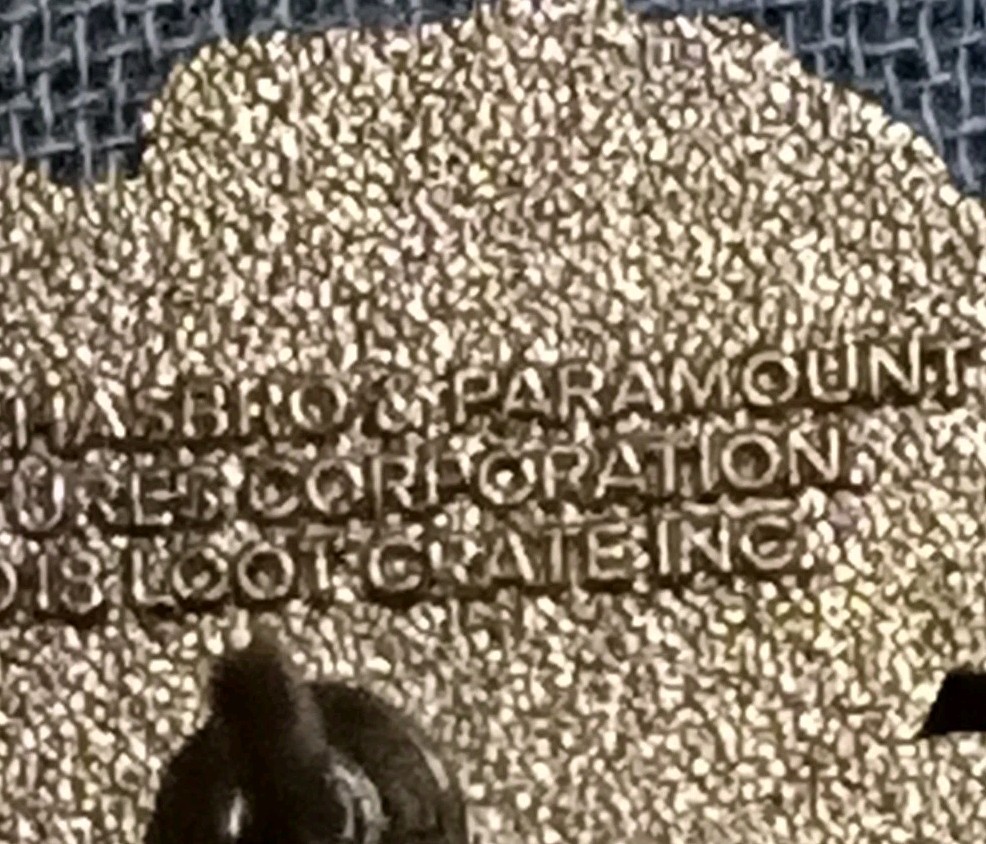 HASBRO & PARAMOUNT
URES CORPORATION
018 LOOT CRATE INC.